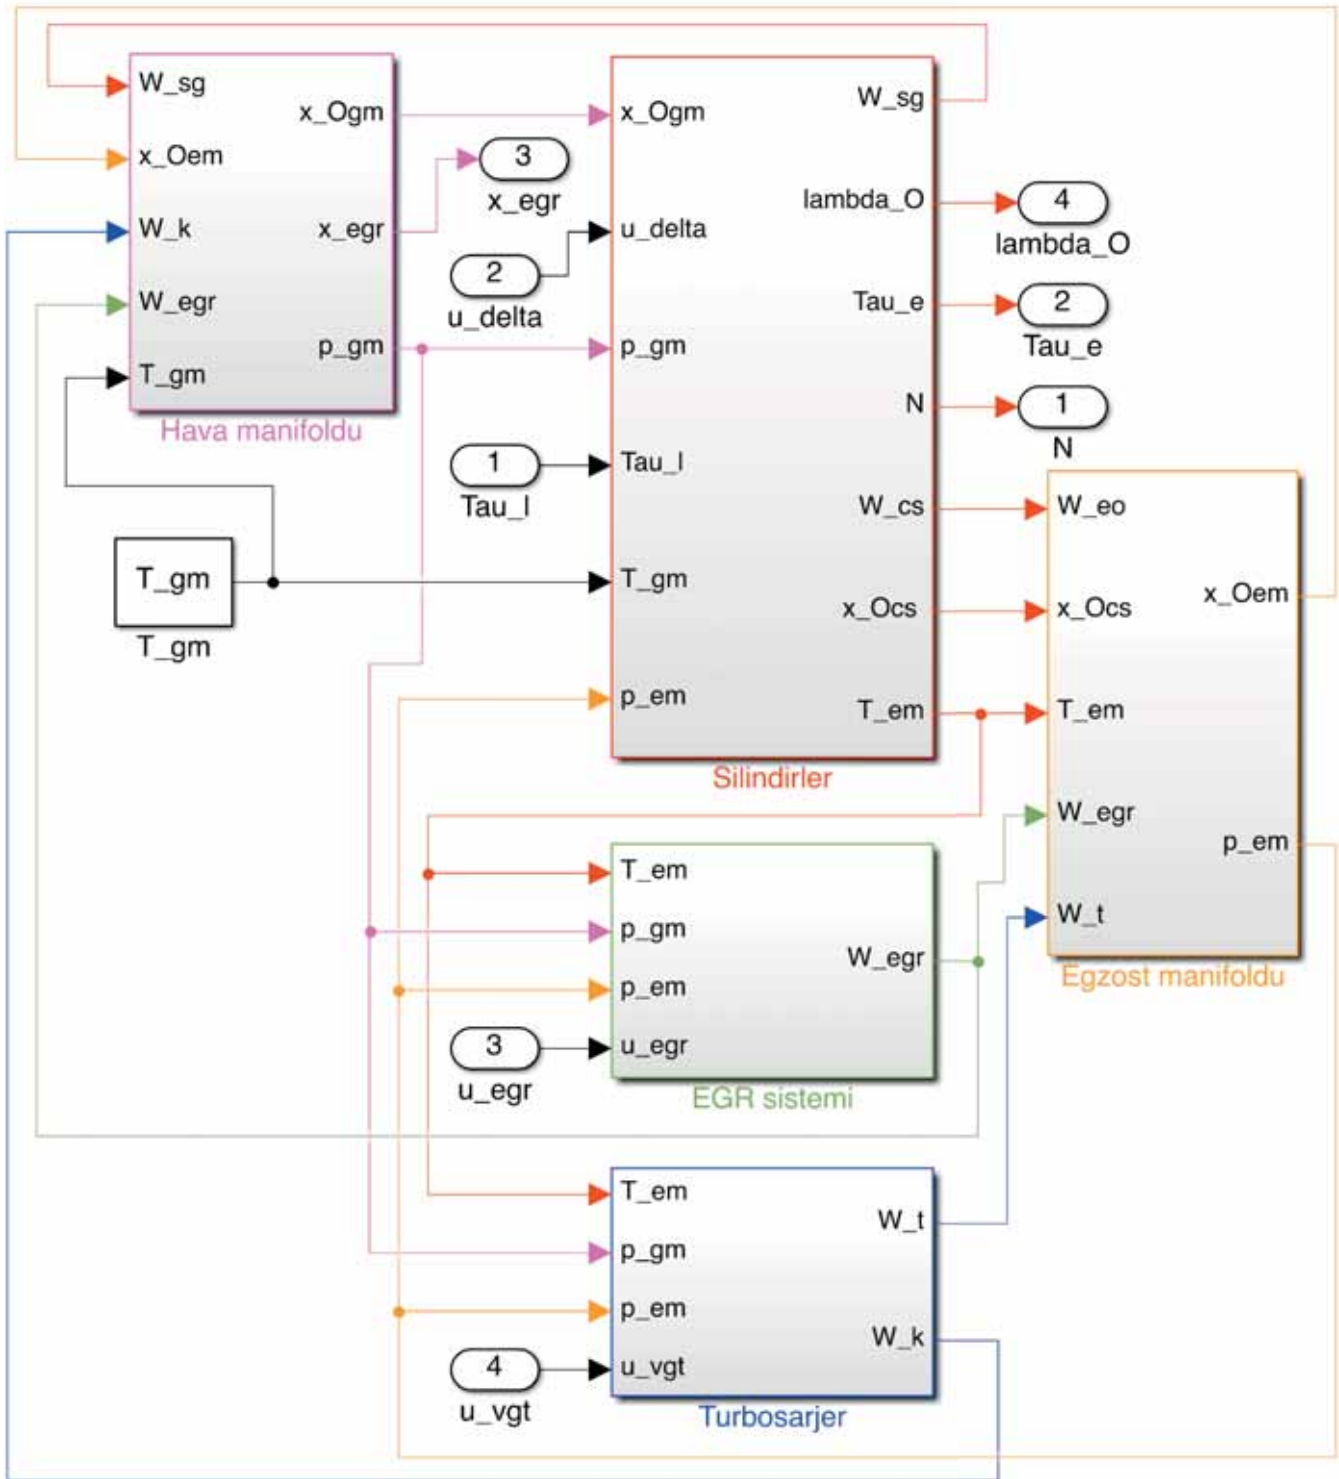 W_sg
x_Oem
W_k
W_egr
T_gm
x_Ogm
x_egr
p_gm
Hava manifoldu
3
x_egr
2
u_delta
1
Tau_l
T_gm
T_gm
x_Ogm
u_delta
p_gm
Tau_l
T_gm
p_em
W_sg
lambda_O
Tau_e
N
W_cs
x_Ocs
T_em
Silindirler
4
lambda_O
2
Tau_e
1
N
W_eo
x_Ocs
T_em
W_egr
W_t
x_Oem
p_em
Egzost manifoldu
T_em
p_gm
p_em
u_egr
W_egr
EGR sistemi
3
u_egr
T_em
p_gm
p_em
u_vgt
W_t
W_k
Turbosarjer
4
u_vgt